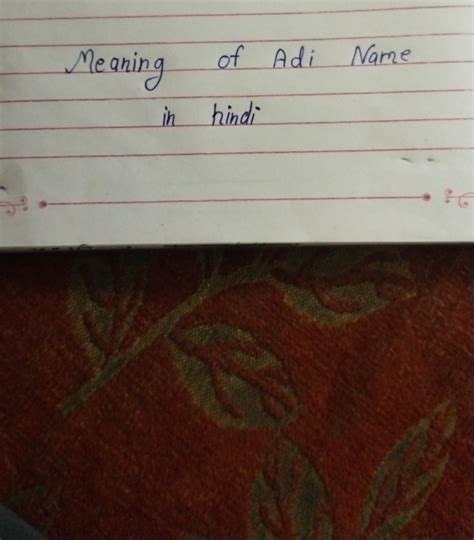 Meaning of Adi Name
in hindi